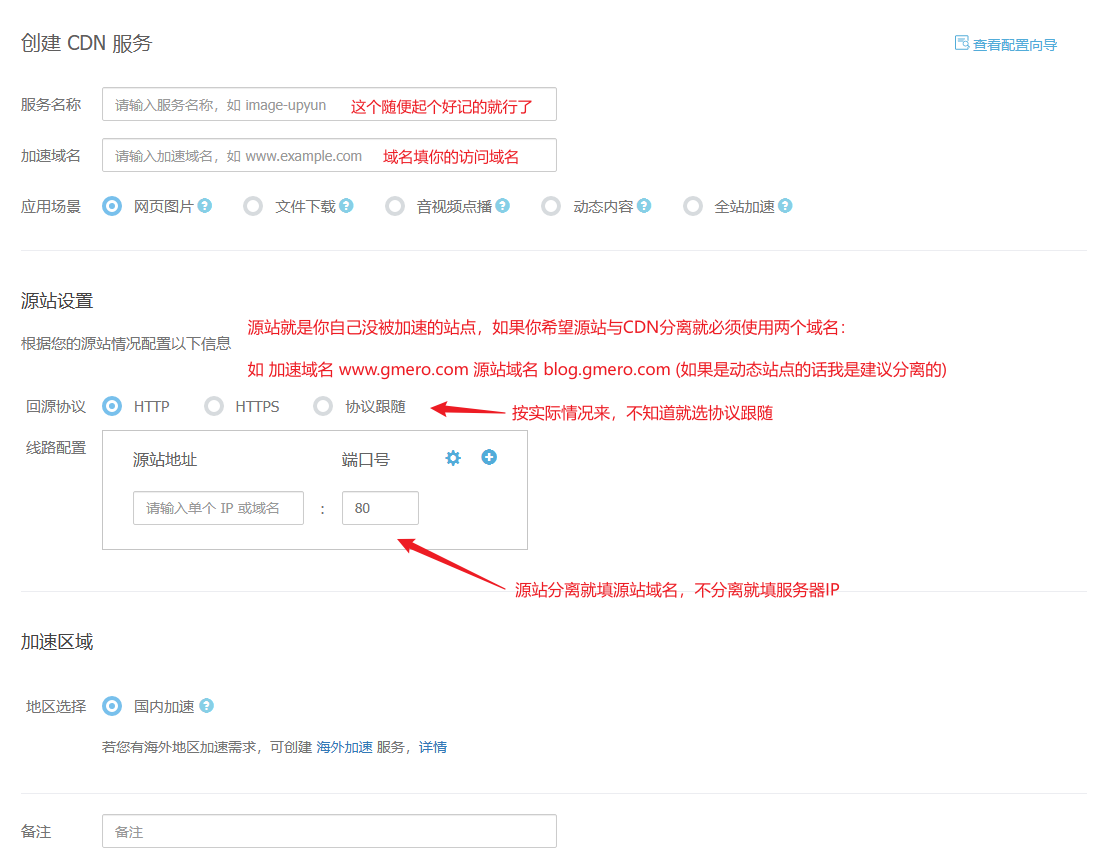 创建 CDN 服务
查看配置向导
服务名称 请输入服务名称，如 image-upyun 这个随便起个好记的就行了
加速域名 请输入加速域名，如 www.example.com 域名填你的访问域名
应用场景 网页图片 ? 文件下载 ? 音视频点播 ? 动态内容 ? 全站加速 ?
源站设置
源站就是你自己没被加速的站点，如果你希望源站与CDN分离就必须使用两个域名：
根据您的源站情况配置以下信息
如 加速域名 www.gmero.com 源站域名 blog.gmero.com (如果是动态站点的话我是建议分离的)
回源协议 HTTP HTTPS 协议跟随 按实际情况来，不知道就选协议跟随
线路配置 源站地址 端口号
请输入单个 IP 或域名 : 80
源站分离就填源站域名，不分离就填服务器IP
加速区域
地区选择 国内加速 ?
若您有海外地区加速需求，可创建 海外加速 服务，详情
备注 备注